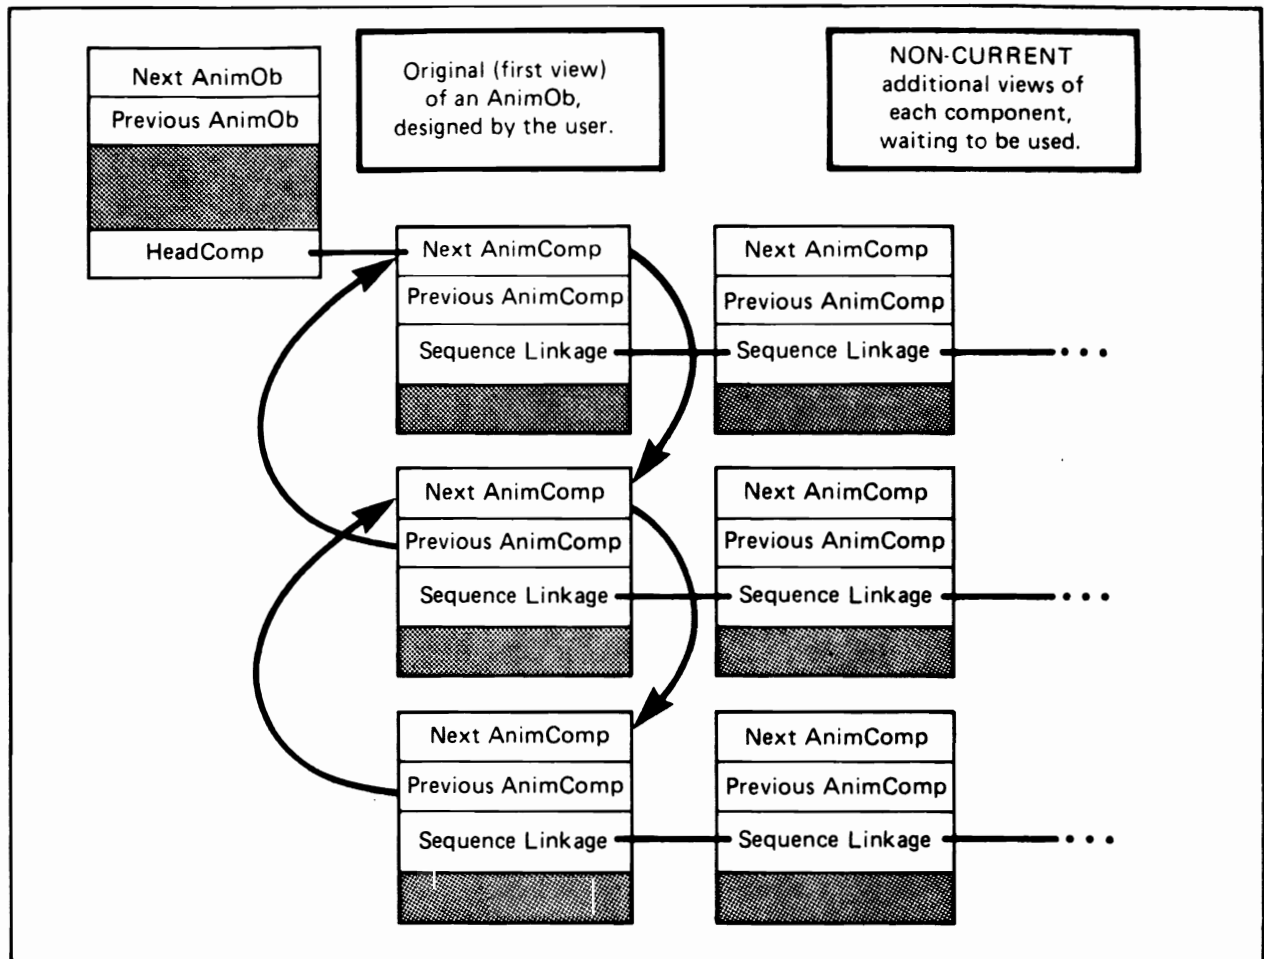 Next AnimOb
Previous AnimOb
HeadComp
Original (first view)
of an AnimOb,
designed by the user.
NON-CURRENT
additional views of
each component,
waiting to be used.
Next AnimComp
Previous AnimComp
Sequence Linkage
Next AnimComp
Previous AnimComp
Sequence Linkage
Next AnimComp
Previous AnimComp
Sequence Linkage
Next AnimComp
Previous AnimComp
Sequence Linkage
Next AnimComp
Previous AnimComp
Sequence Linkage
Next AnimComp
Previous AnimComp
Sequence Linkage